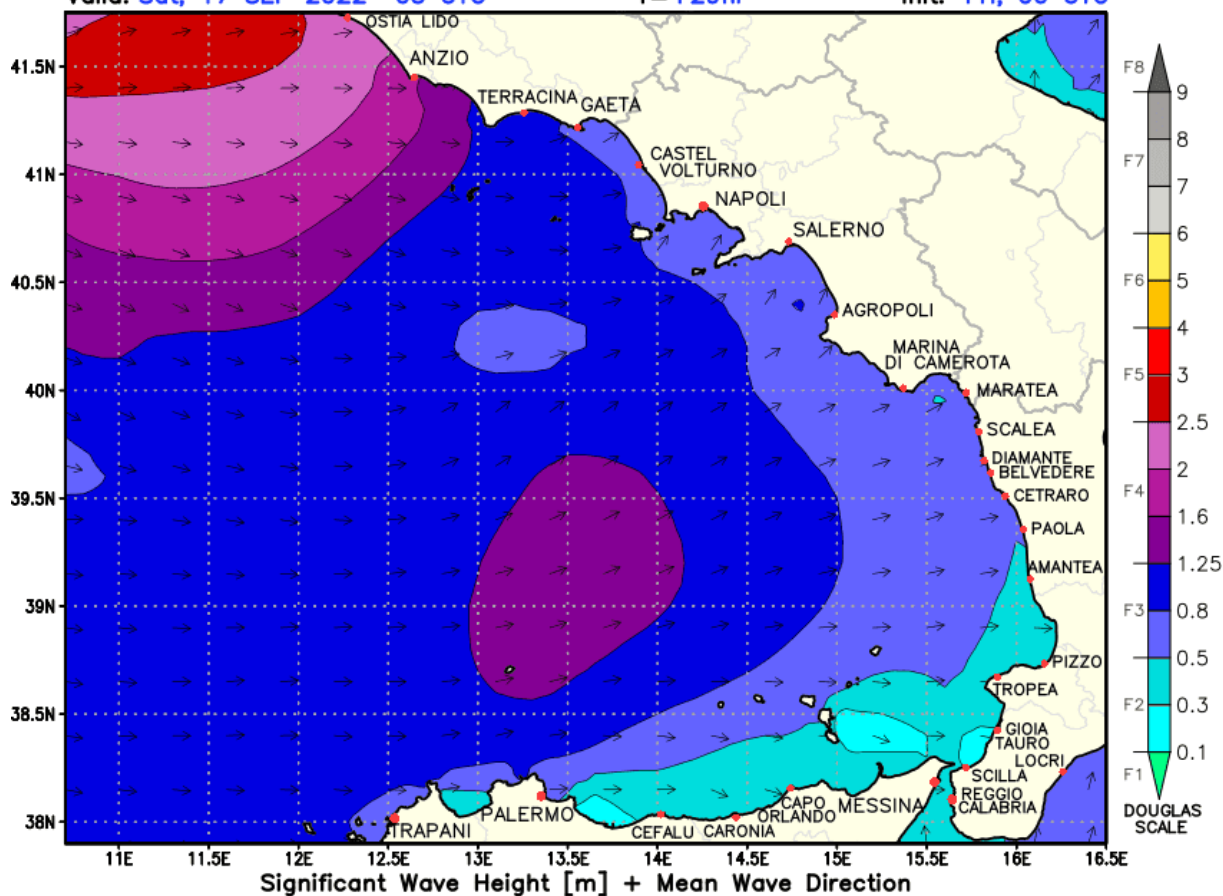 Sat, 17 SEP 2022
OSTIA LIDO
ANZIO
TERRACINA
GAETA
CASTEL
VOLTURNO
NAPOLI
SALERNO
AGROPOLI
MARINA
DI CAMEROTA
MARATEA
SCALEA
DIAMANTE
BELVEDERE
CETRARO
PAOLA
AMANTEA
PIZZO
TROPEA
GIOIA
TAURO
LOCRI
SCILLA
REGGIO
CALABRIA
MESSINA
CAPO
ORLANDO
CARONIA
CEFALU
PALERMO
TRAPANI
41.5N
41N
40.5N
40N
39.5N
39N
38.5N
38N
11E
11.5E
12E
12.5E
13E
13.5E
14E
14.5E
15E
15.5E
16E
16.5E
F8
9
8
F7
7
6
F6
5
4
F5
3
2.5
2
F4
1.6
1.25
F3
0.8
0.5
F2
0.3
0.1
F1
DOUGLAS
SCALE
Significant Wave Height [m] + Mean Wave Direction